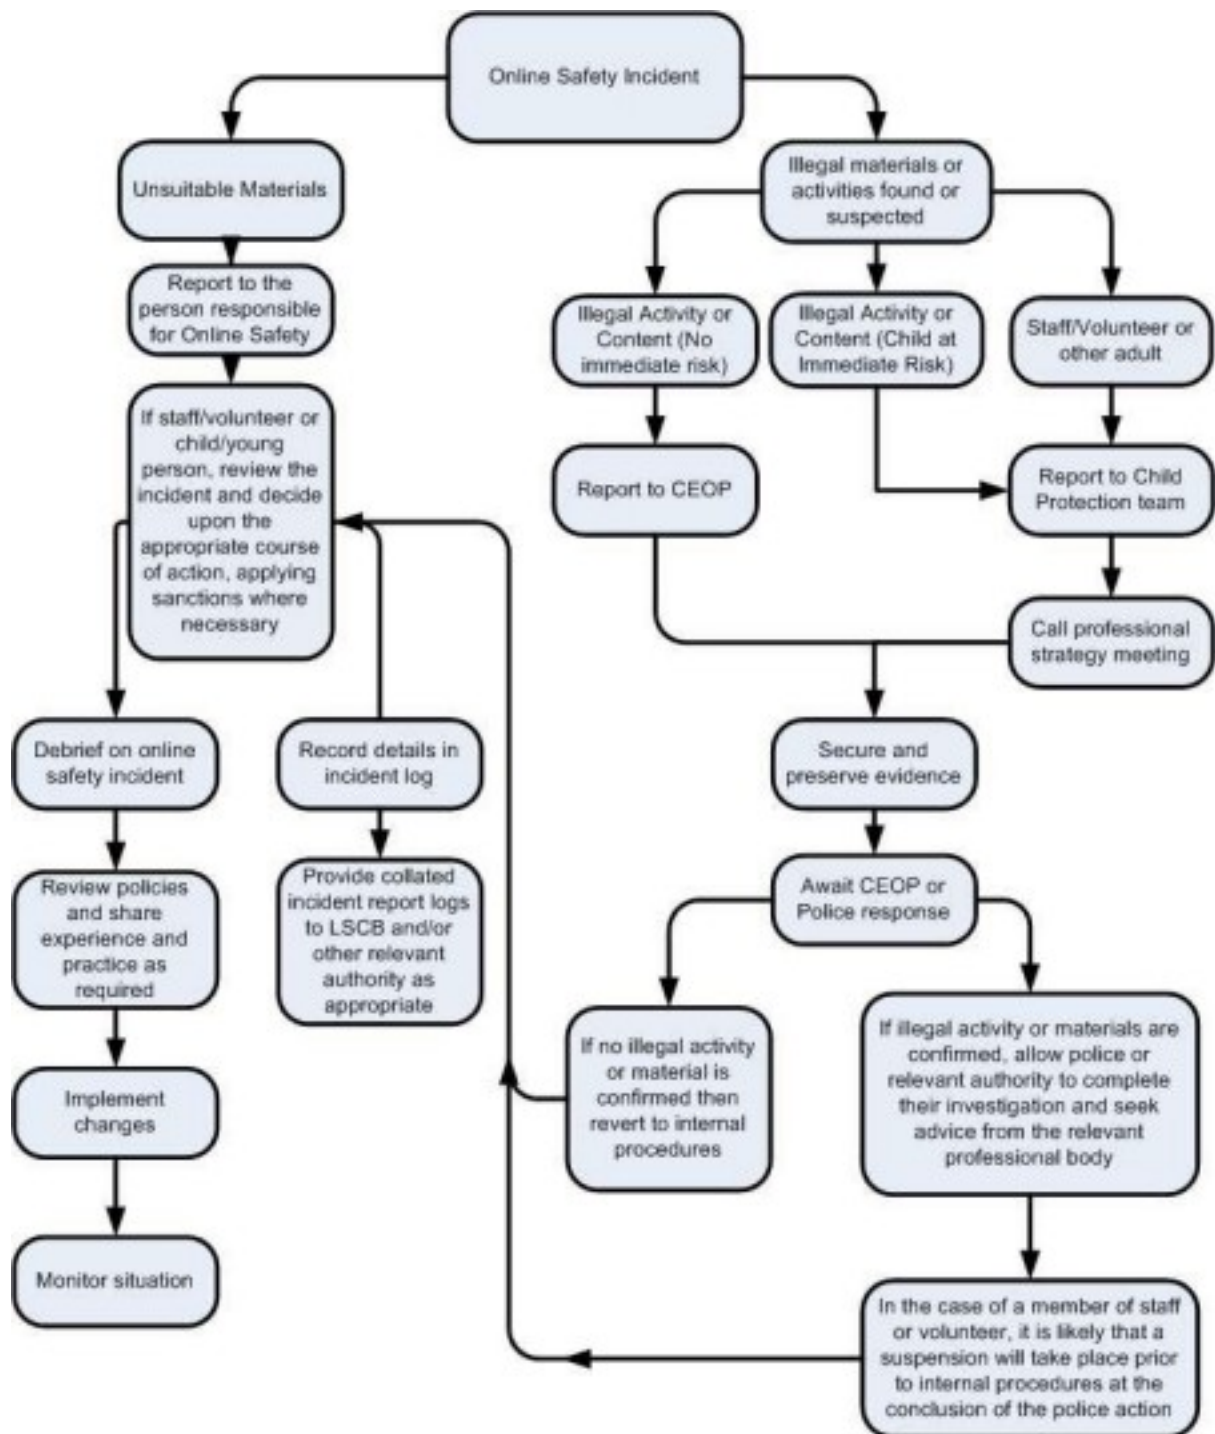 Online Safety Incident
Unsuitable Materials
Illegal materials or
activities found or
suspected
Report to the
person responsible
for Online Safety
Illegal Activity or
Content (No
immediate risk)
Illegal Activity or
Content (Child at
Immediate Risk)
Staff/Volunteer or
other adult
If staff/volunteer or
child/young
person, review the
incident and decide
upon the
appropriate course
of action, applying
sanctions where
necessary
Report to CEOP
Report to Child
Protection team
Call professional
strategy meeting
Debrief on online
safety incident
Record details in
incident log
Secure and
preserve evidence
Review policies
and share
experience and
practice as
required
Provide collated
incident report logs
to LSCB and/or
other relevant
authority as
appropriate
Await CEOP or
Police response
If no illegal activity
or material is
confirmed then
revert to internal
procedures
If illegal activity or materials are
confirmed, allow police or
relevant authority to complete
their investigation and seek
advice from the relevant
professional body
Implement
changes
Monitor situation
In the case of a member of staff
or volunteer, it is likely that a
suspension will take place prior
to internal procedures at the
conclusion of the police action